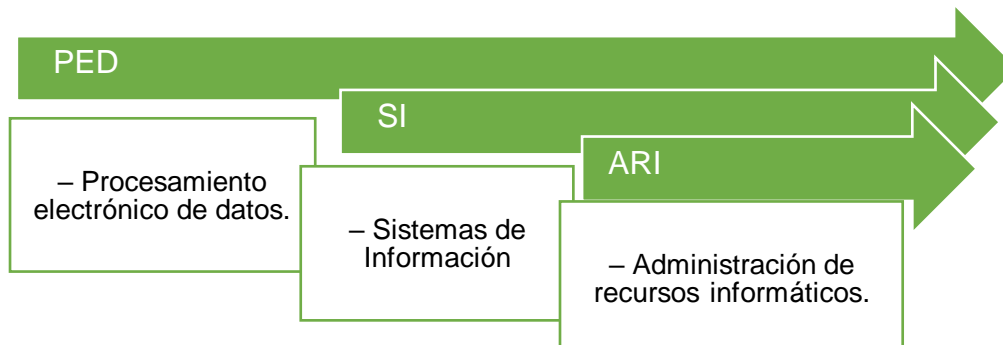 PED
– Procesamiento
electrónico de datos.
SI
– Sistemas de
Información
ARI
– Administración de
recursos informáticos.